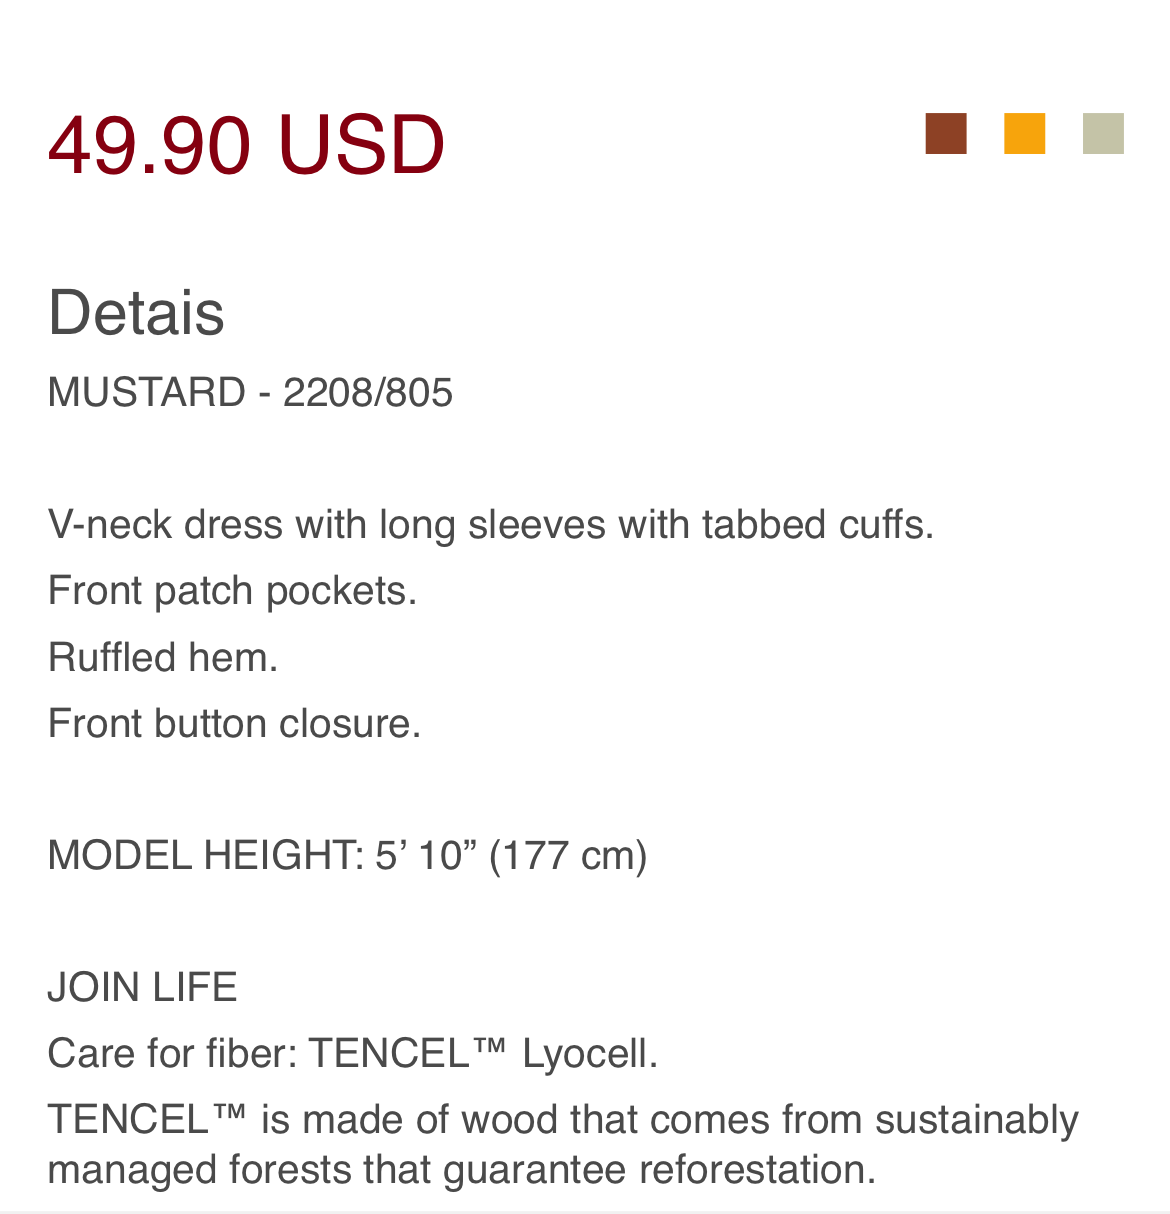 49.90 USD
Detais
MUSTARD - 2208/805
V-neck dress with long sleeves with tabbed cuffs.
Front patch pockets.
Ruffled hem.
Front button closure.
MODEL HEIGHT: 5’ 10” (177 cm)
JOIN LIFE
Care for fiber: TENCEL™ Lyocell.
TENCEL™ is made of wood that comes from sustainably
managed forests that guarantee reforestation.